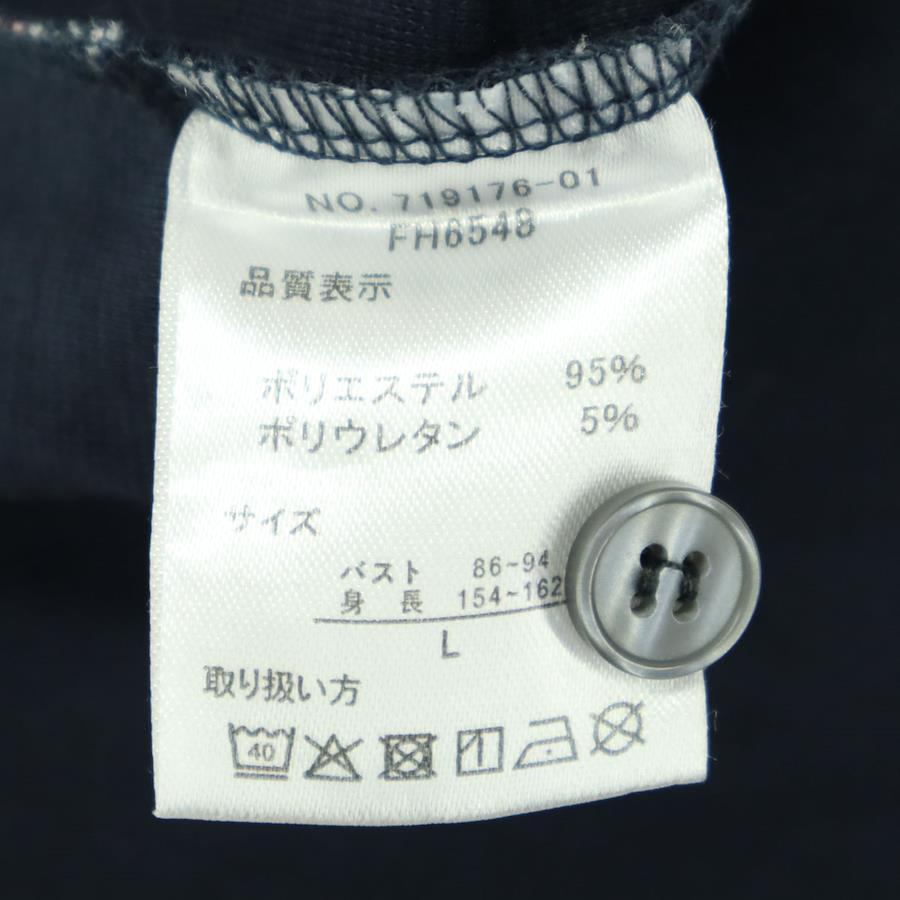 NO. 719176-01
FH6548
品質表示
ポリエステル 95%
ポリウレタン 5%
サイズ
バスト 86~94
身 長 154~162
L
取り扱い方
40